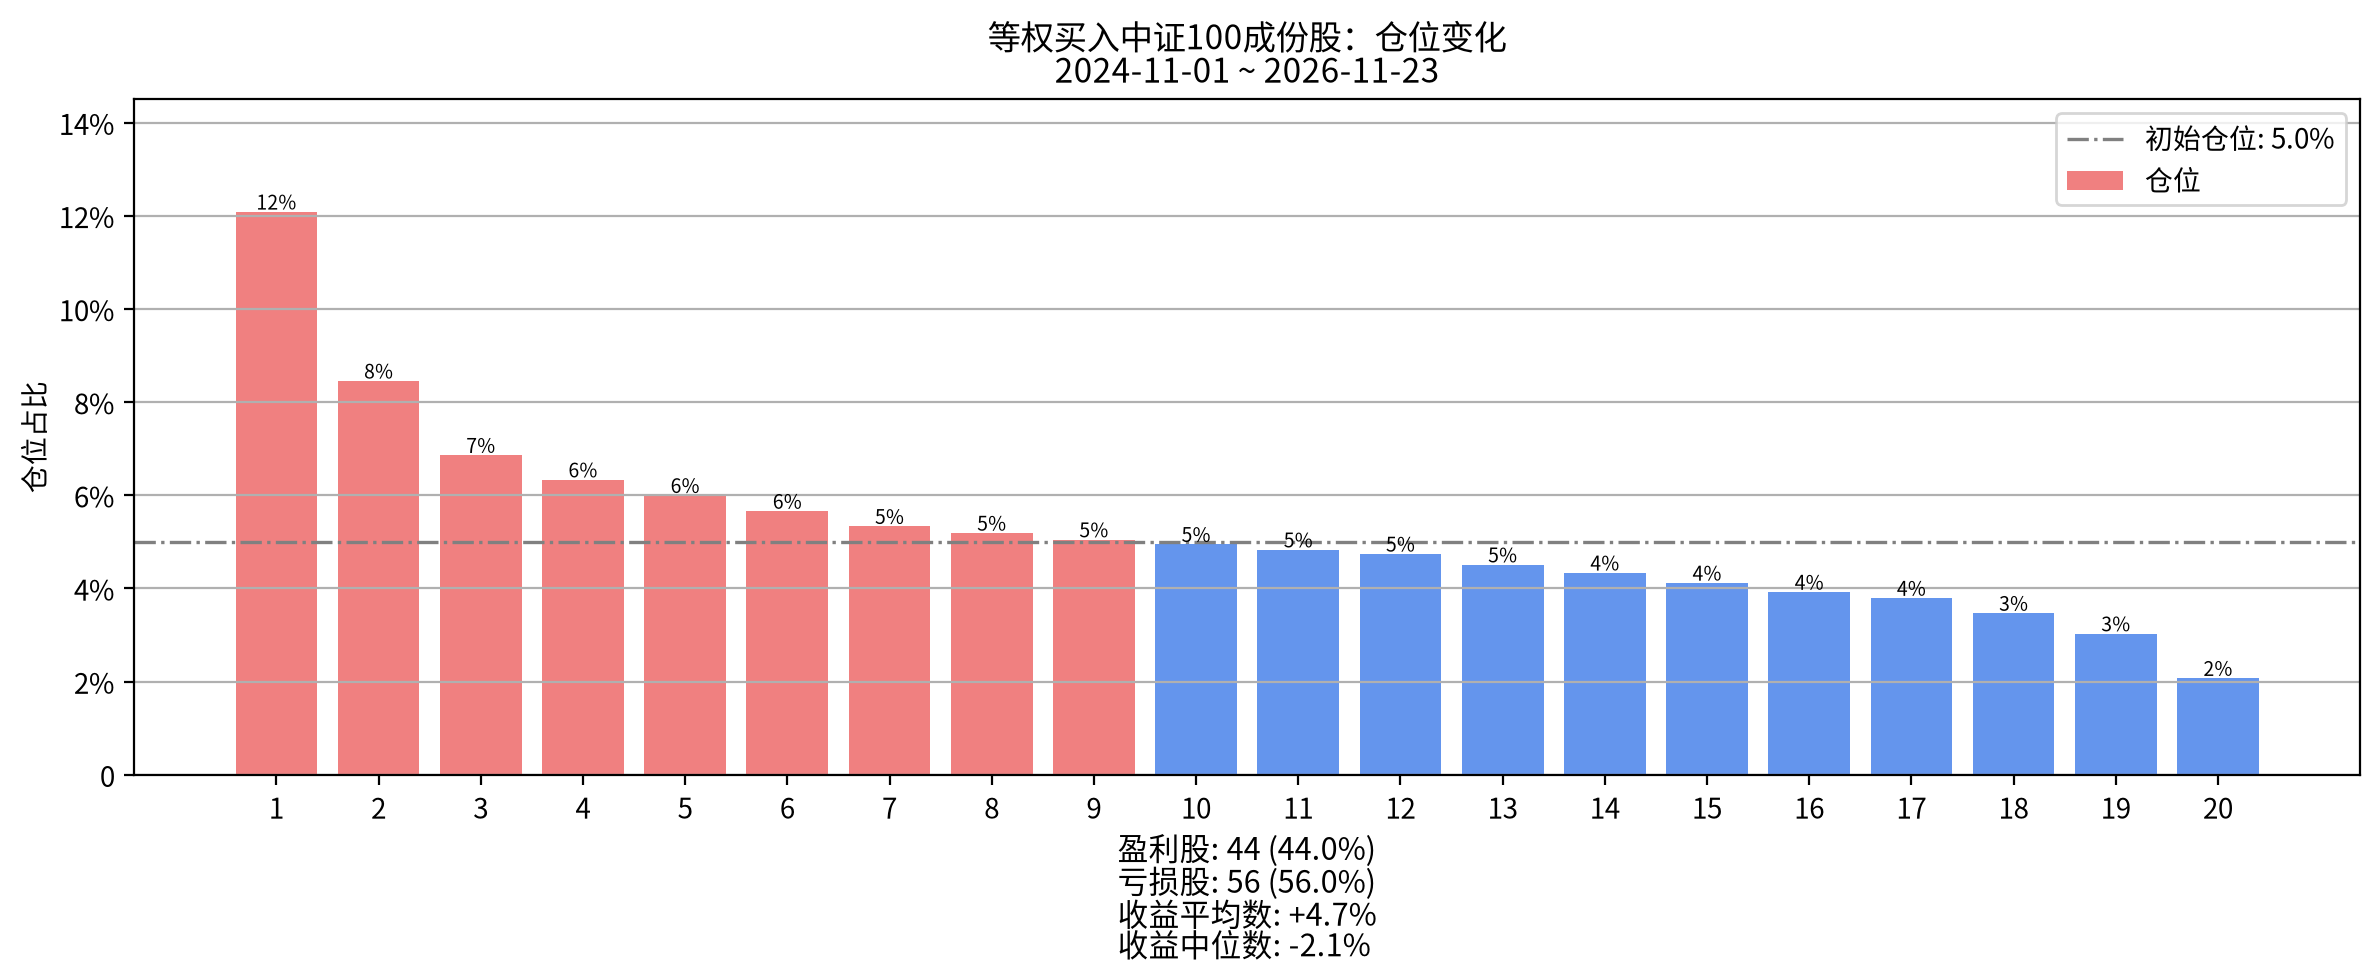 等权买入中证100成份股：仓位变化
2024-11-01 ~ 2026-11-23
初始仓位: 5.0%
仓位
仓位占比
14%
12%
10%
8%
6%
4%
2%
0
12%
8%
7%
6%
6%
6%
5%
5%
5%
5%
5%
5%
5%
4%
4%
4%
4%
3%
3%
2%
1 2 3 4 5 6 7 8 9 10 11 12 13 14 15 16 17 18 19 20
盈利股: 44 (44.0%)
亏损股: 56 (56.0%)
收益平均数: +4.7%
收益中位数: -2.1%